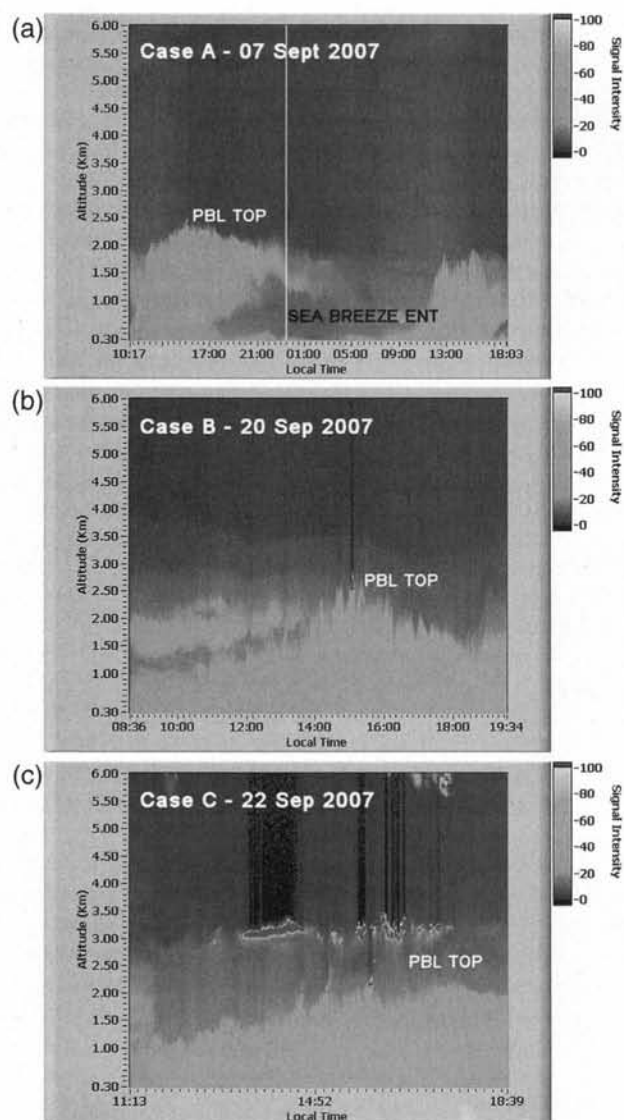 (a)
Case A - 07 Sept 2007
PBL TOP
SEA BREEZE ENT
6.00
5.50
5.00
4.50
4.00
3.50
3.00
2.50
2.00
1.50
1.00
0.30
Altitude (Km)
10:17 17:00 21:00 01:00 05:00 09:00 13:00 18:03
Local Time
100
80
60
40
20
0
Signal Intensity
(b)
Case B - 20 Sep 2007
PBL TOP
6.00
5.50
5.00
4.50
4.00
3.50
3.00
2.50
2.00
1.50
1.00
0.30
Altitude (Km)
08:36 10:00 12:00 14:00 16:00 18:00 19:34
Local Time
100
80
60
40
20
0
Signal Intensity
(c)
Case C - 22 Sep 2007
PBL TOP
6.00
5.50
5.00
4.50
4.00
3.50
3.00
2.50
2.00
1.50
1.00
0.30
Altitude (Km)
11:13 14:52 18:39
Local Time
100
80
60
40
20
0
Signal Intensity